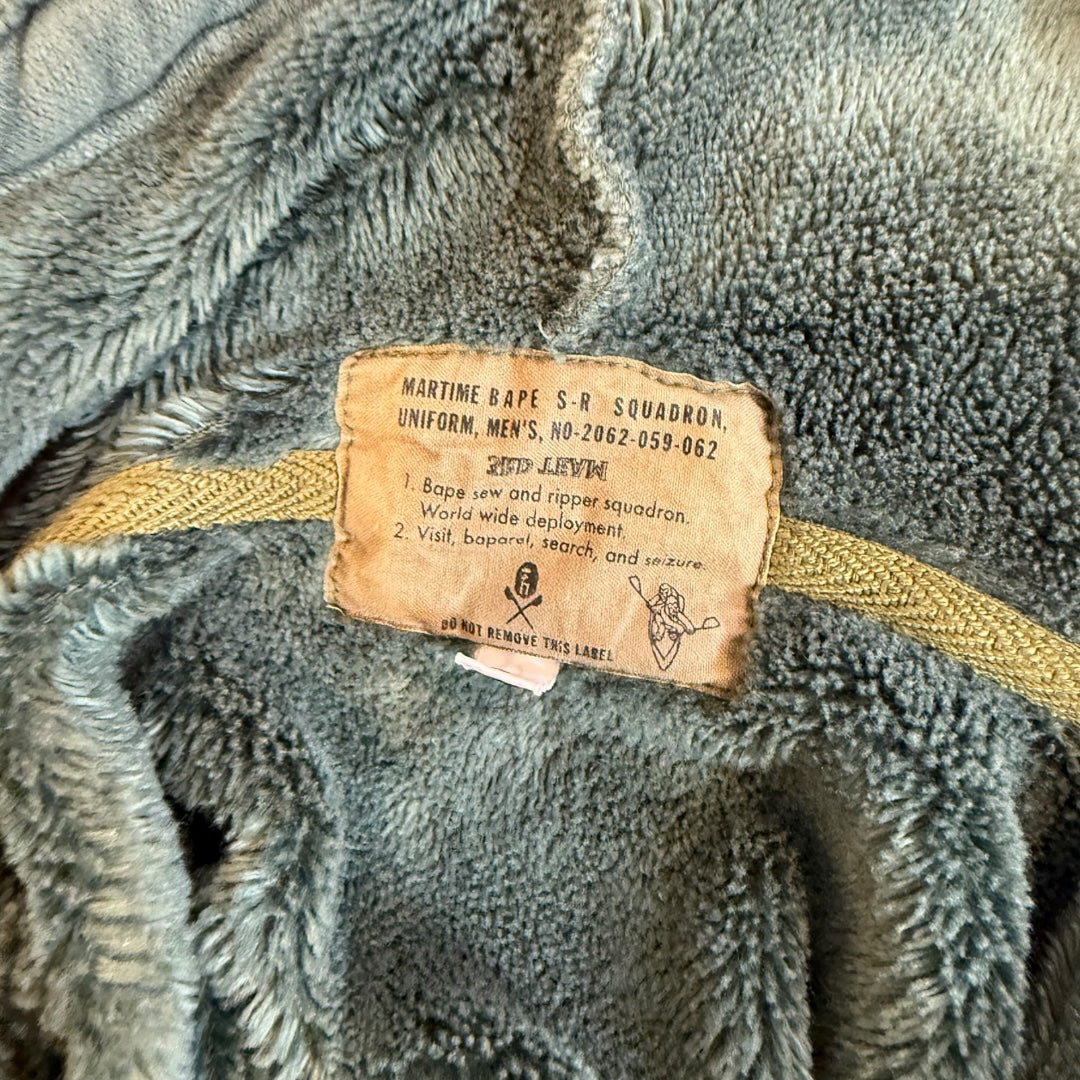 MARTIME BAPE S-R SQUADRON,
UNIFORM, MEN'S, NO-2062-059-062
1. Bape sew and ripper squadron.
World wide deployment.
2. Visit, baparel, search, and seizure.
DO NOT REMOVE THIS LABEL